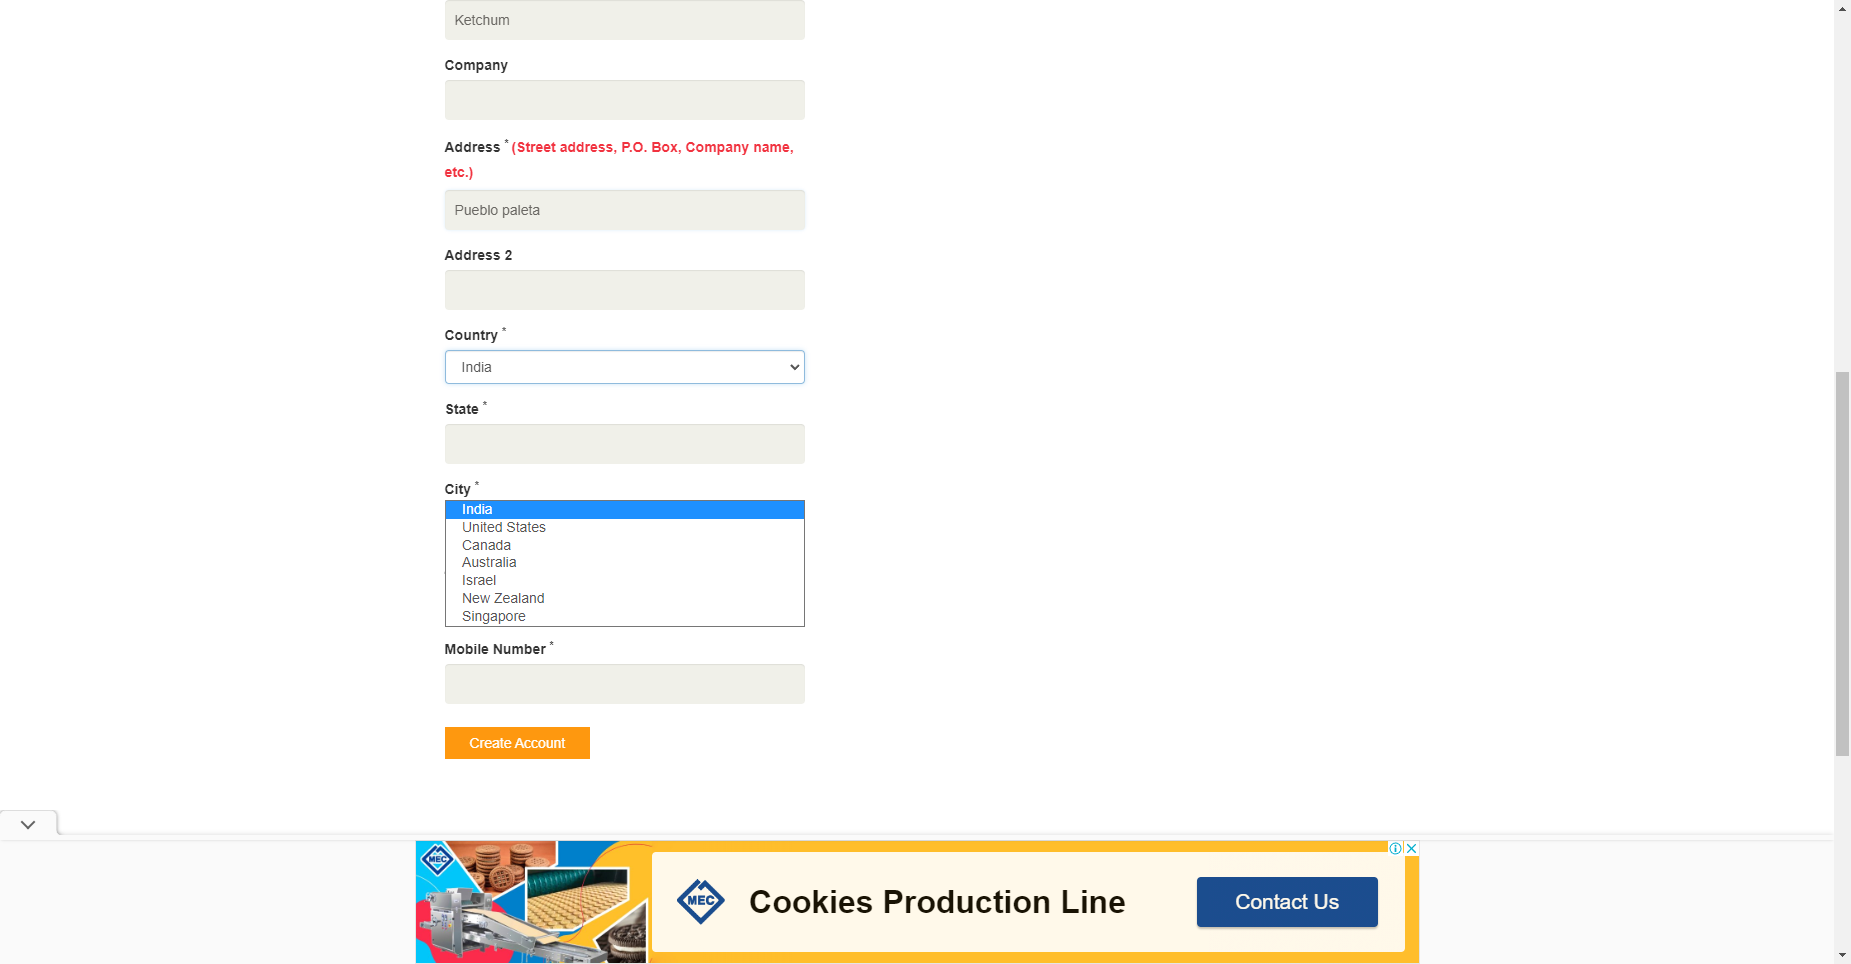 Ketchum
Company
Address * (Street address, P.O. Box, Company name,
etc.)
Pueblo paleta
Address 2
Country *
India
State *
City *
India
United States
Canada
Australia
Israel
New Zealand
Singapore
Mobile Number *
Create Account
MEC
MEC
Cookies Production Line
Contact Us